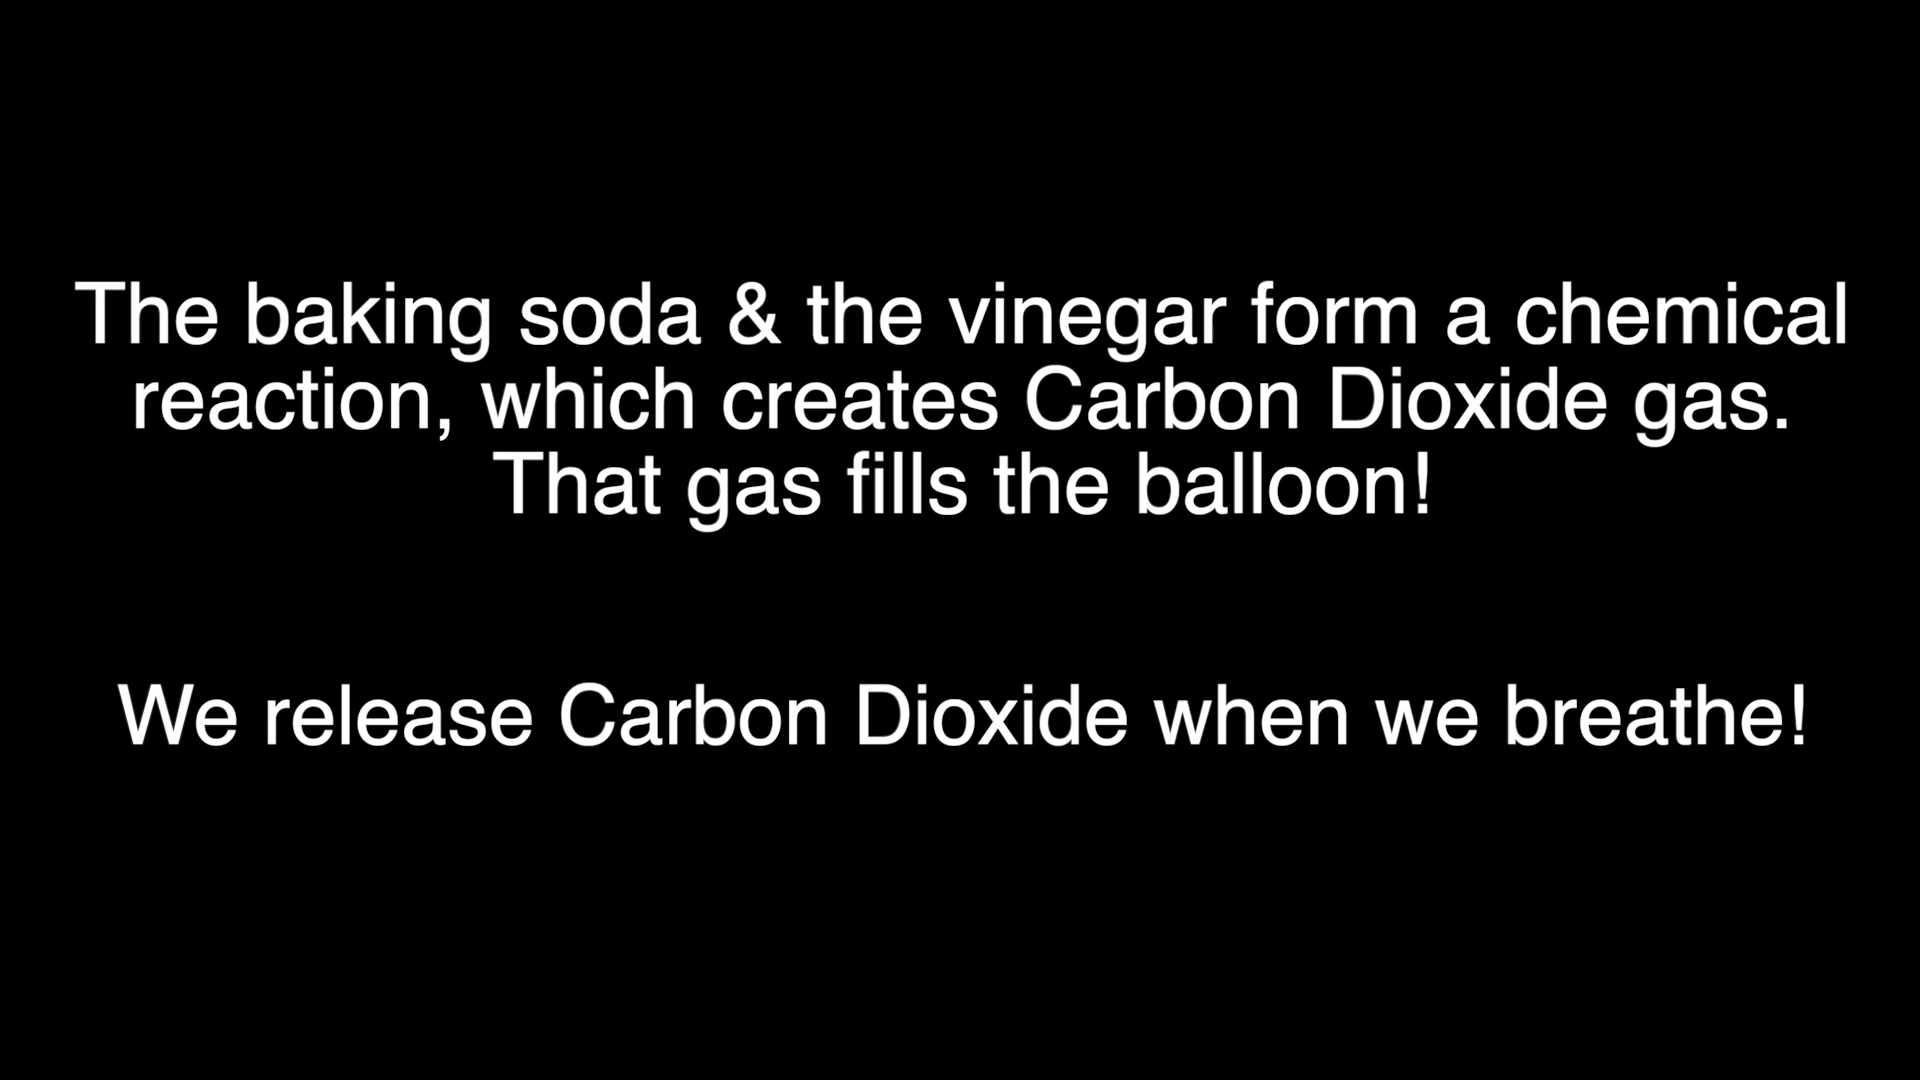 The baking soda & the vinegar form a chemical
reaction, which creates Carbon Dioxide gas.
That gas fills the balloon!
We release Carbon Dioxide when we breathe!